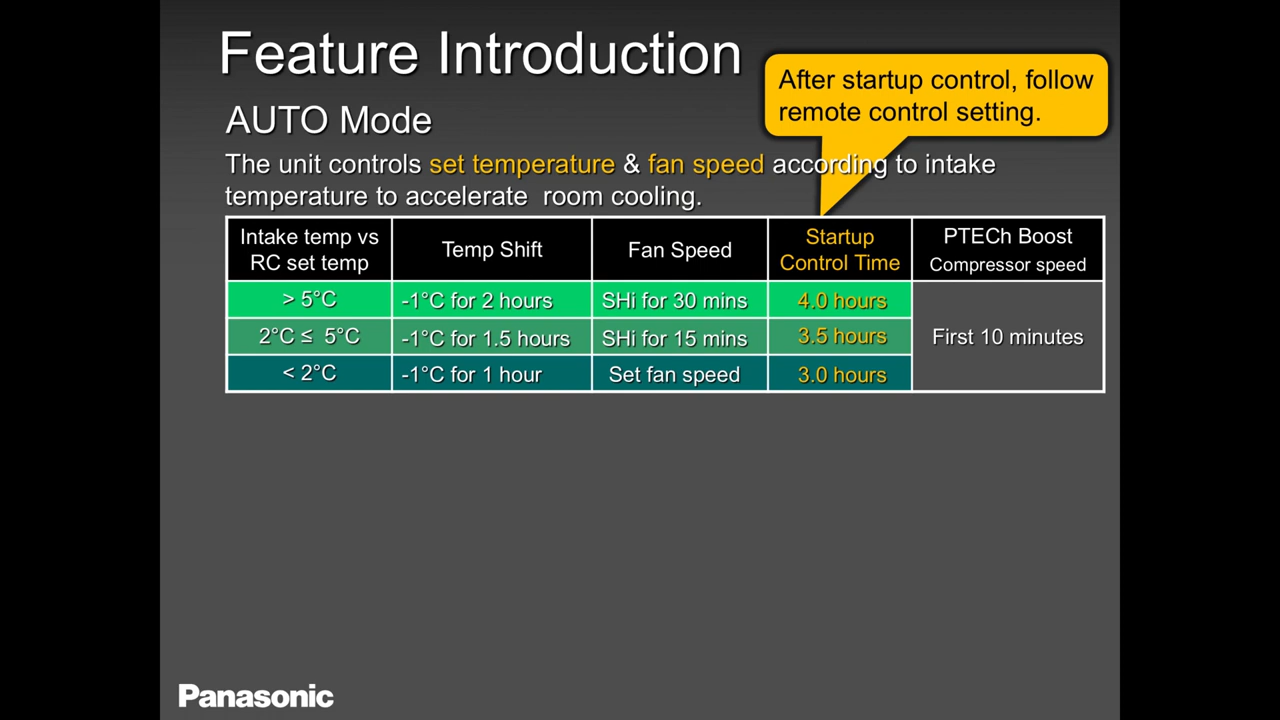 Feature Introduction
AUTO Mode
After startup control, follow
remote control setting.
The unit controls set temperature & fan speed according to intake
temperature to accelerate  room cooling.
Intake temp vs
RC set temp
Temp Shift
Fan Speed
Startup
Control Time
PTECh Boost
Compressor speed
> 5°C
-1°C for 2 hours
SHi for 30 mins
4.0 hours
2°C ≤  5°C
-1°C for 1.5 hours
SHi for 15 mins
3.5 hours
First 10 minutes
< 2°C
-1°C for 1 hour
Set fan speed
3.0 hours
Panasonic